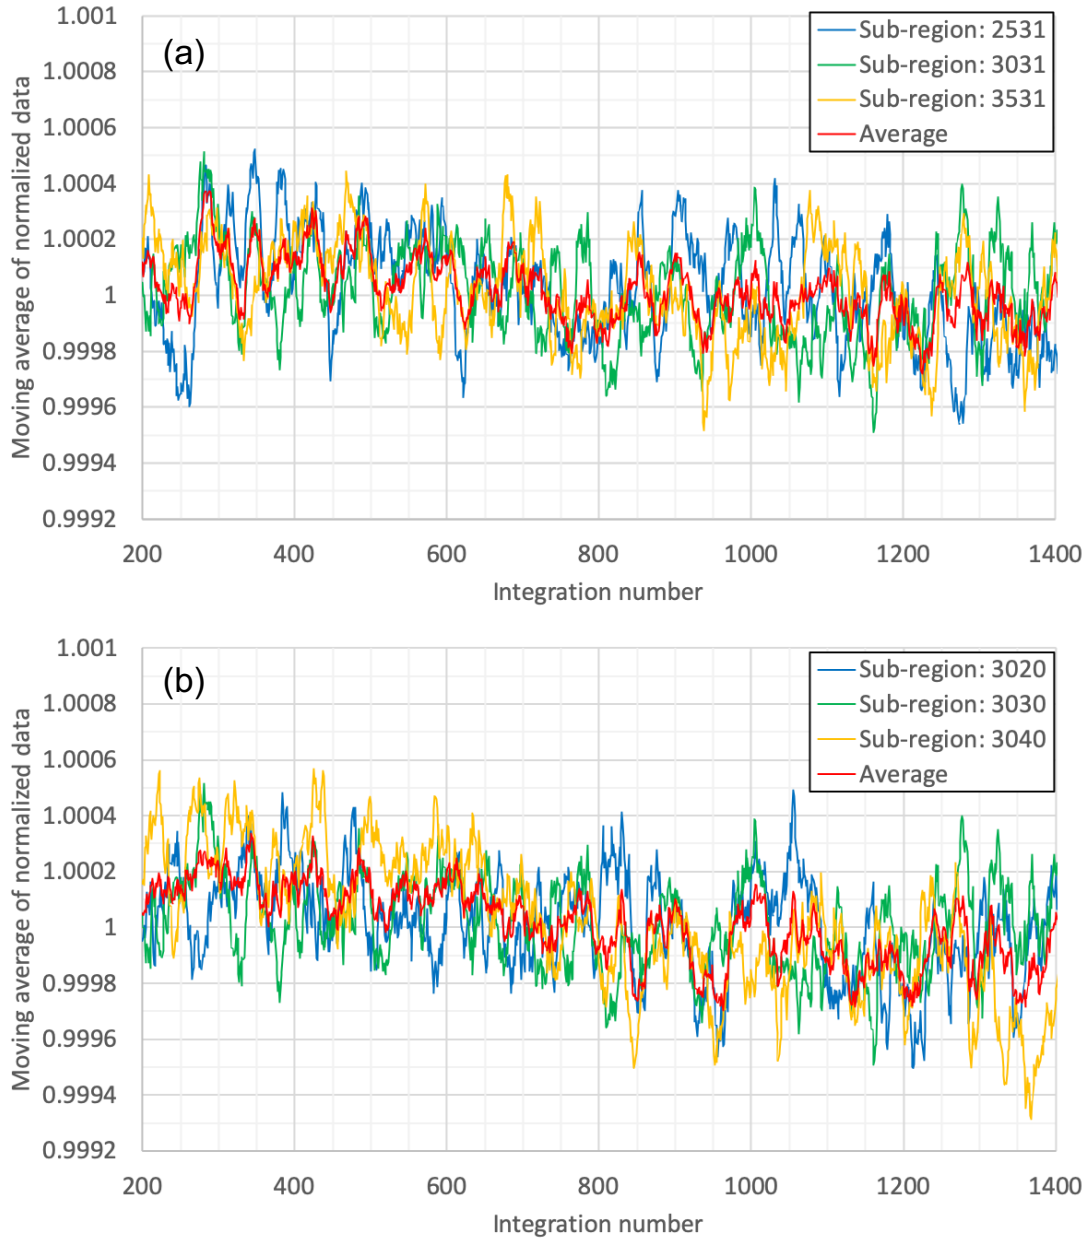 1.001
(a)
Sub-region: 2531
Sub-region: 3031
Sub-region: 3531
Average
1.0008
1.0006
1.0004
1.0002
1
0.9998
0.9996
0.9994
0.9992
Moving average of normalized data
200 400 600 800 1000 1200 1400
Integration number
1.001
(b)
Sub-region: 3020
Sub-region: 3030
Sub-region: 3040
Average
1.0008
1.0006
1.0004
1.0002
1
0.9998
0.9996
0.9994
0.9992
Moving average of normalized data
200 400 600 800 1000 1200 1400
Integration number